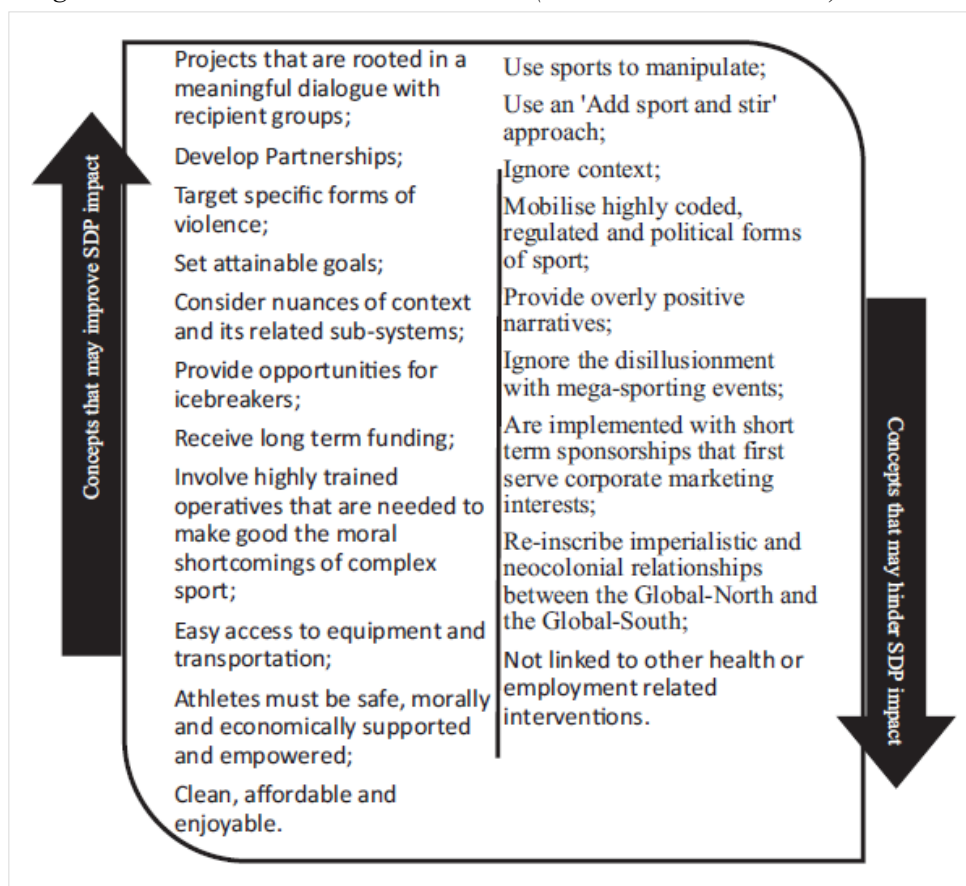 Projects that are rooted in a
meaningful dialogue with
recipient groups;
Develop Partnerships;
Target specific forms of
violence;
Set attainable goals;
Consider nuances of context
and its related sub-systems;
Provide opportunities for
icebreakers;
Receive long term funding;
Involve highly trained
operatives that are needed to
make good the moral
shortcomings of complex
sport;
Easy access to equipment and
transportation;
Athletes must be safe, morally
and economically supported
and empowered;
Clean, affordable and
enjoyable.
Use sports to manipulate;
Use an 'Add sport and stir'
approach;
Ignore context;
Mobilise highly coded,
regulated and political forms
of sport;
Provide overly positive
narratives;
Ignore the disillusionment
with mega-sporting events;
Are implemented with short
term sponsorships that first
serve corporate marketing
interests;
Re-inscribe imperialistic and
neocolonial relationships
between the Global-North and
the Global-South;
Not linked to other health or
employment related
interventions.
Concepts that may improve SDP impact
Concepts that may hinder SDP impact